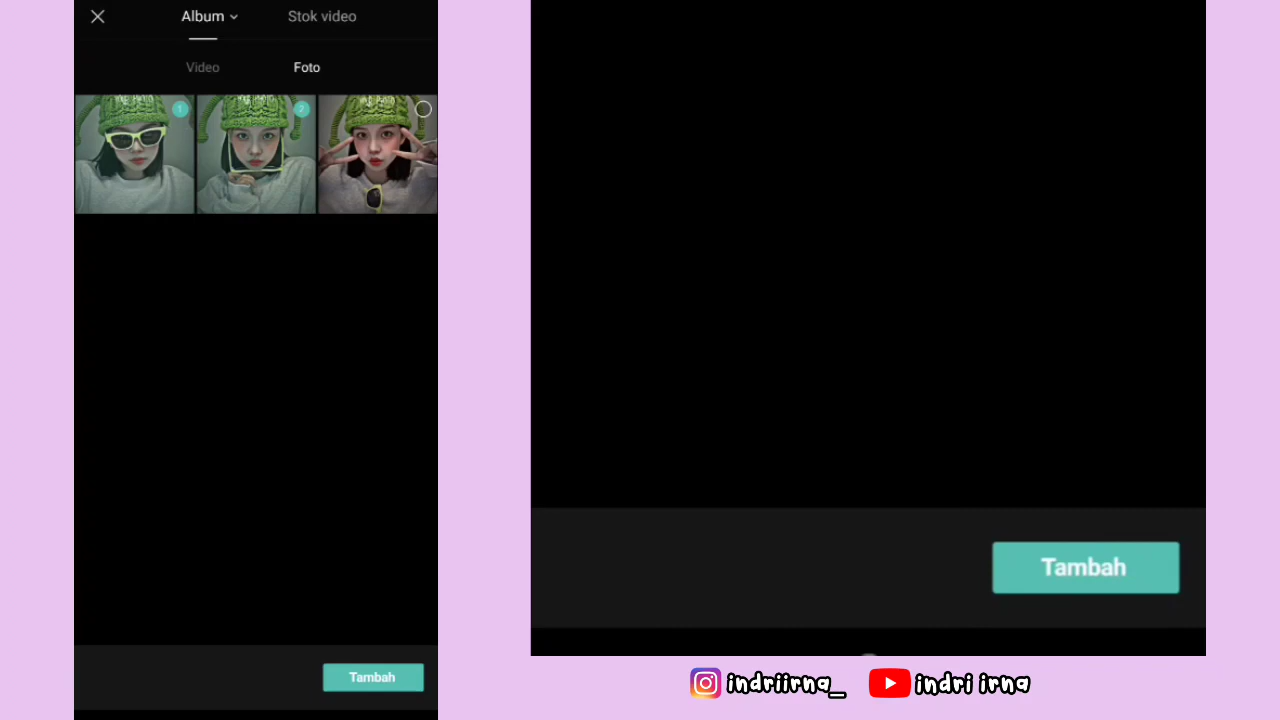 Album
Stok video
Video
Foto
1
2
Tambah
Tambah
indriirna_
indri irna